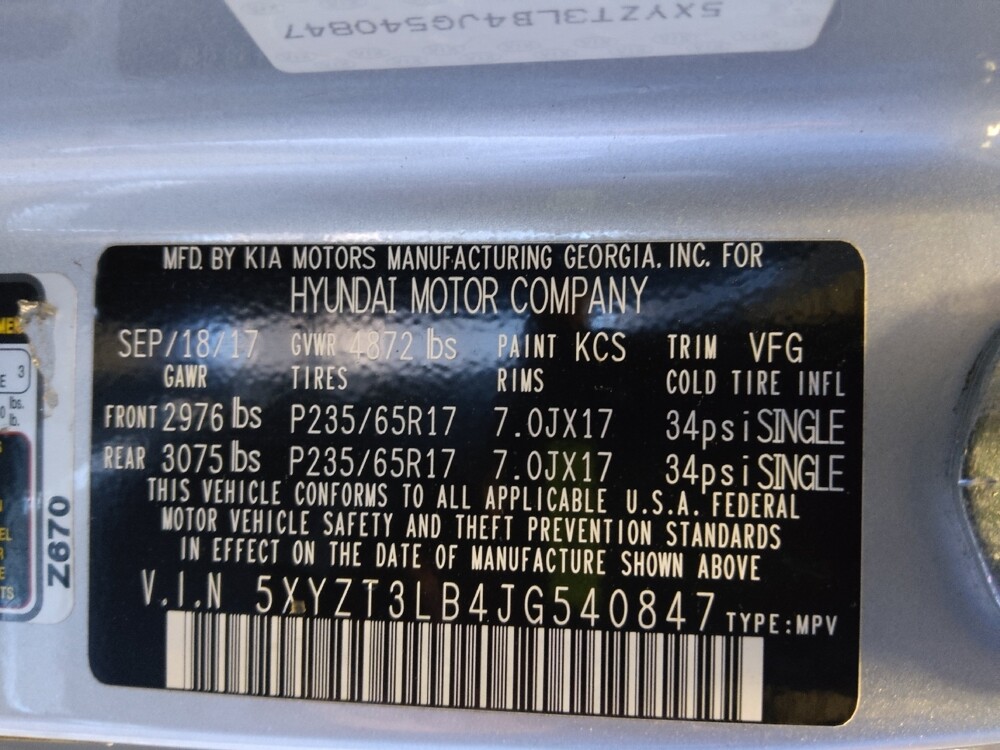 5XYZT3LB4JG540847
MFD. BY KIA MOTORS MANUFACTURING GEORGIA. INC. FOR
HYUNDAI MOTOR COMPANY
SEP/18/17 GVWR 4872 lbs PAINT KCS TRIM VFG
GAWR TIRES RIMS COLD TIRE INFL
FRONT 2976 lbs P235/65R17 7.0JX17 34psi SINGLE
REAR 3075 lbs P235/65R17 7.0JX17 34psi SINGLE
THIS VEHICLE CONFORMS TO ALL APPLICABLE U.S.A. FEDERAL
MOTOR VEHICLE SAFETY AND THEFT PREVENTION STANDARDS
IN EFFECT ON THE DATE OF MANUFACTURE SHOWN ABOVE
V.I.N 5XYZT3LB4JG540847 TYPE:MPV
3
lbs.
lb.
Z670